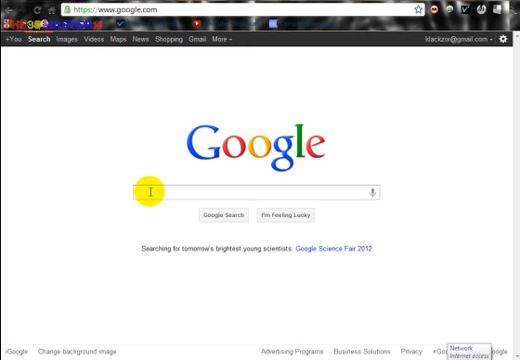 https://www.google.com
+You Search Images Videos Maps News Shopping Gmail More klackzor@gmail.com
Google
Google Search I'm Feeling Lucky
Searching for tomorrow's brightest young scientists: Google Science Fair 2012
iGoogle Change background image Advertising Programs Business Solutions Privacy
Network
Internet access